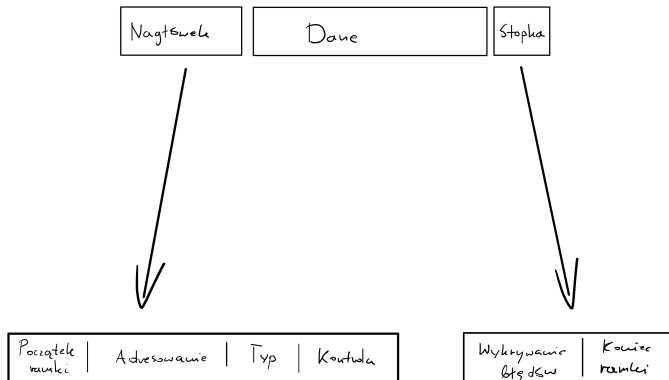 Nagłówek Dane Stopka
Początek ramki Adresowanie Typ Kontrola
Wykrywanie błędów Koniec ramki